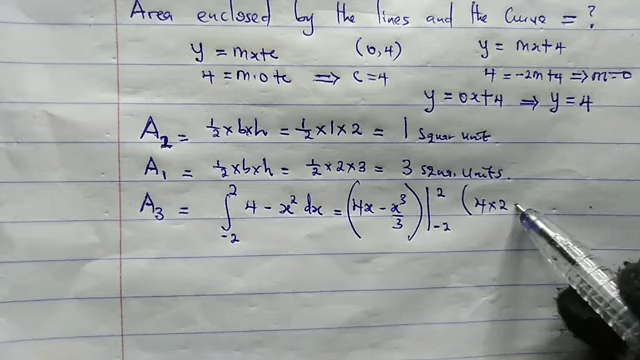 Area enclosed by the lines and the curve = ?
y = mx+c (0,4) y = mx+4
4 = m·0+c ⟹ c=4 4 = -2m+4 ⟹ m=0
y = 0x+4 ⟹ y=4
A₂ = ½×b×h = ½×1×2 = 1 squar unit
A₁ = ½×b×h = ½×2×3 = 3 squr. units.
A₃ = ∫₋₂² 4 - x² dx = (4x - x³/3)|₋₂² (4×2